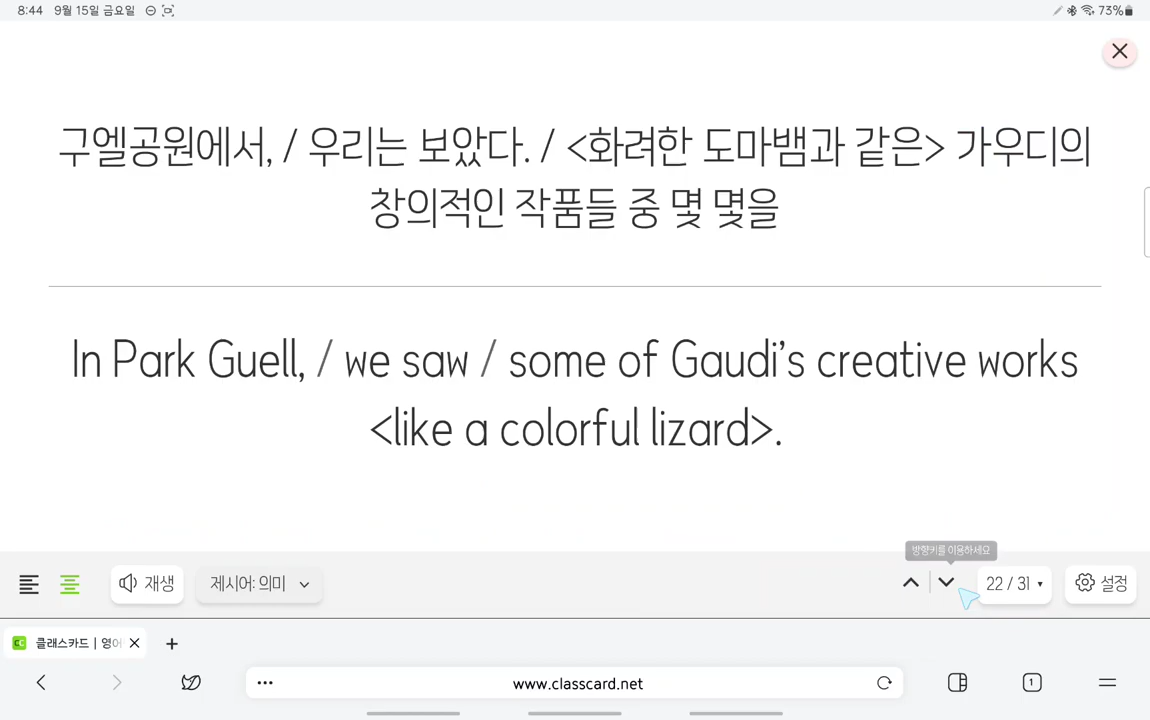 8:44 9월 15일 금요일
73%
구엘공원에서, / 우리는 보았다. / <화려한 도마뱀과 같은> 가우디의
창의적인 작품들 중 몇 몇을
In Park Guell, / we saw / some of Gaudi’s creative works
<like a colorful lizard>.
방향키를 이용하세요
재생 제시어: 의미 22 / 31 설정
클래스카드 | 영어
www.classcard.net
1